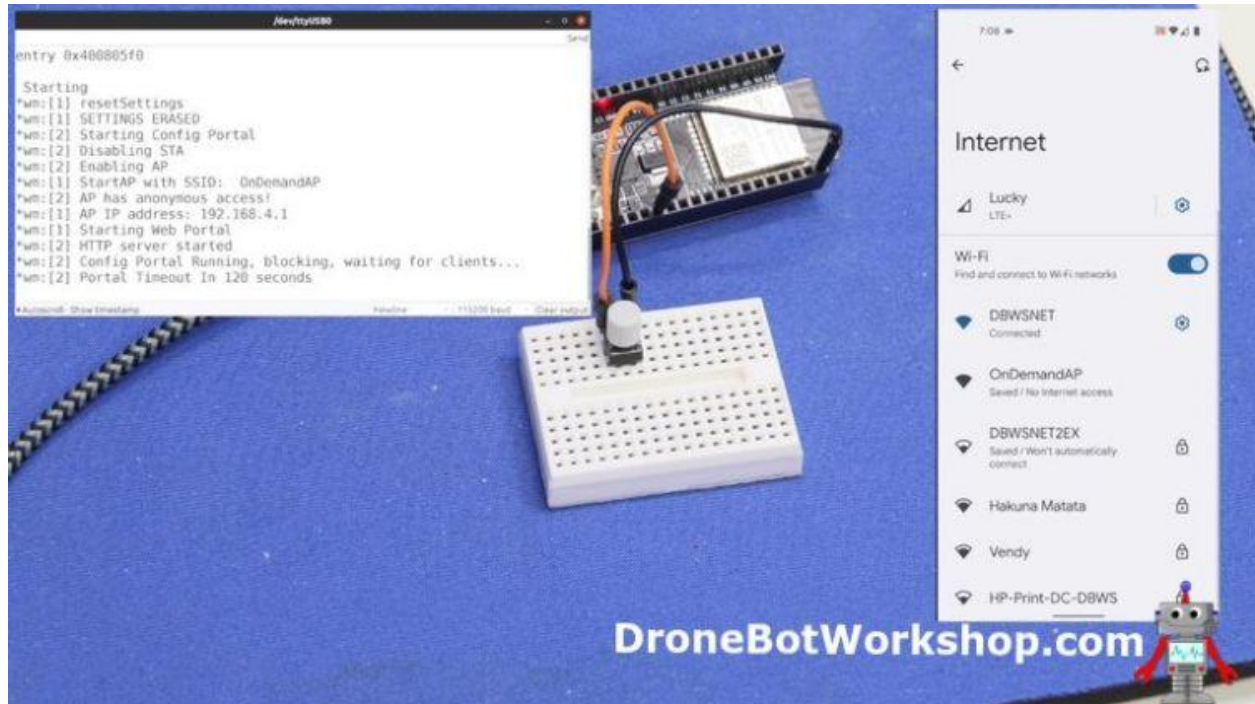 /dev/ttyUSB0
Send
entry 0x400805f0
Starting
*wm:[1] resetSettings
*wm:[1] SETTINGS ERASED
*wm:[2] Starting Config Portal
*wm:[2] Disabling STA
*wm:[2] Enabling AP
*wm:[1] StartAP with SSID:  OnDemandAP
*wm:[2] AP has anonymous access!
*wm:[1] AP IP address: 192.168.4.1
*wm:[1] Starting Web Portal
*wm:[2] HTTP server started
*wm:[2] Config Portal Running, blocking, waiting for clients...
*wm:[2] Portal Timeout In 120 seconds
Autoscroll Show timestamp Newline 115200 baud Clear output
7:08
Internet
Lucky
LTE+
Wi-Fi
Find and connect to Wi-Fi networks
DBWSNET
Connected
OnDemandAP
Saved / No internet access
DBWSNET2EX
Saved / Won't automatically
connect
Hakuna Matata
Vendy
HP-Print-DC-DBWS
DroneBotWorkshop.com